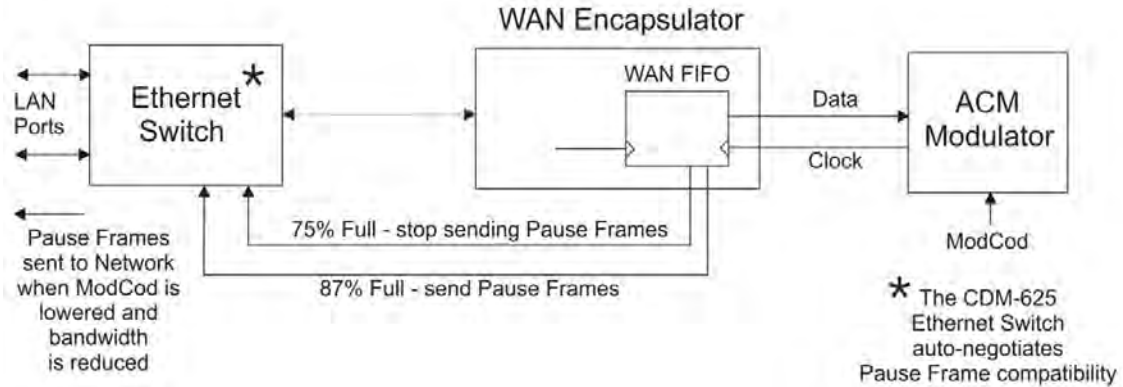 WAN Encapsulator
*
Ethernet
Switch
LAN
Ports
WAN FIFO
Data
Clock
ACM
Modulator
75% Full - stop sending Pause Frames
87% Full - send Pause Frames
Pause Frames
sent to Network
when ModCod is
lowered and
bandwidth
is reduced
ModCod
* The CDM-625
Ethernet Switch
auto-negotiates
Pause Frame compatibility